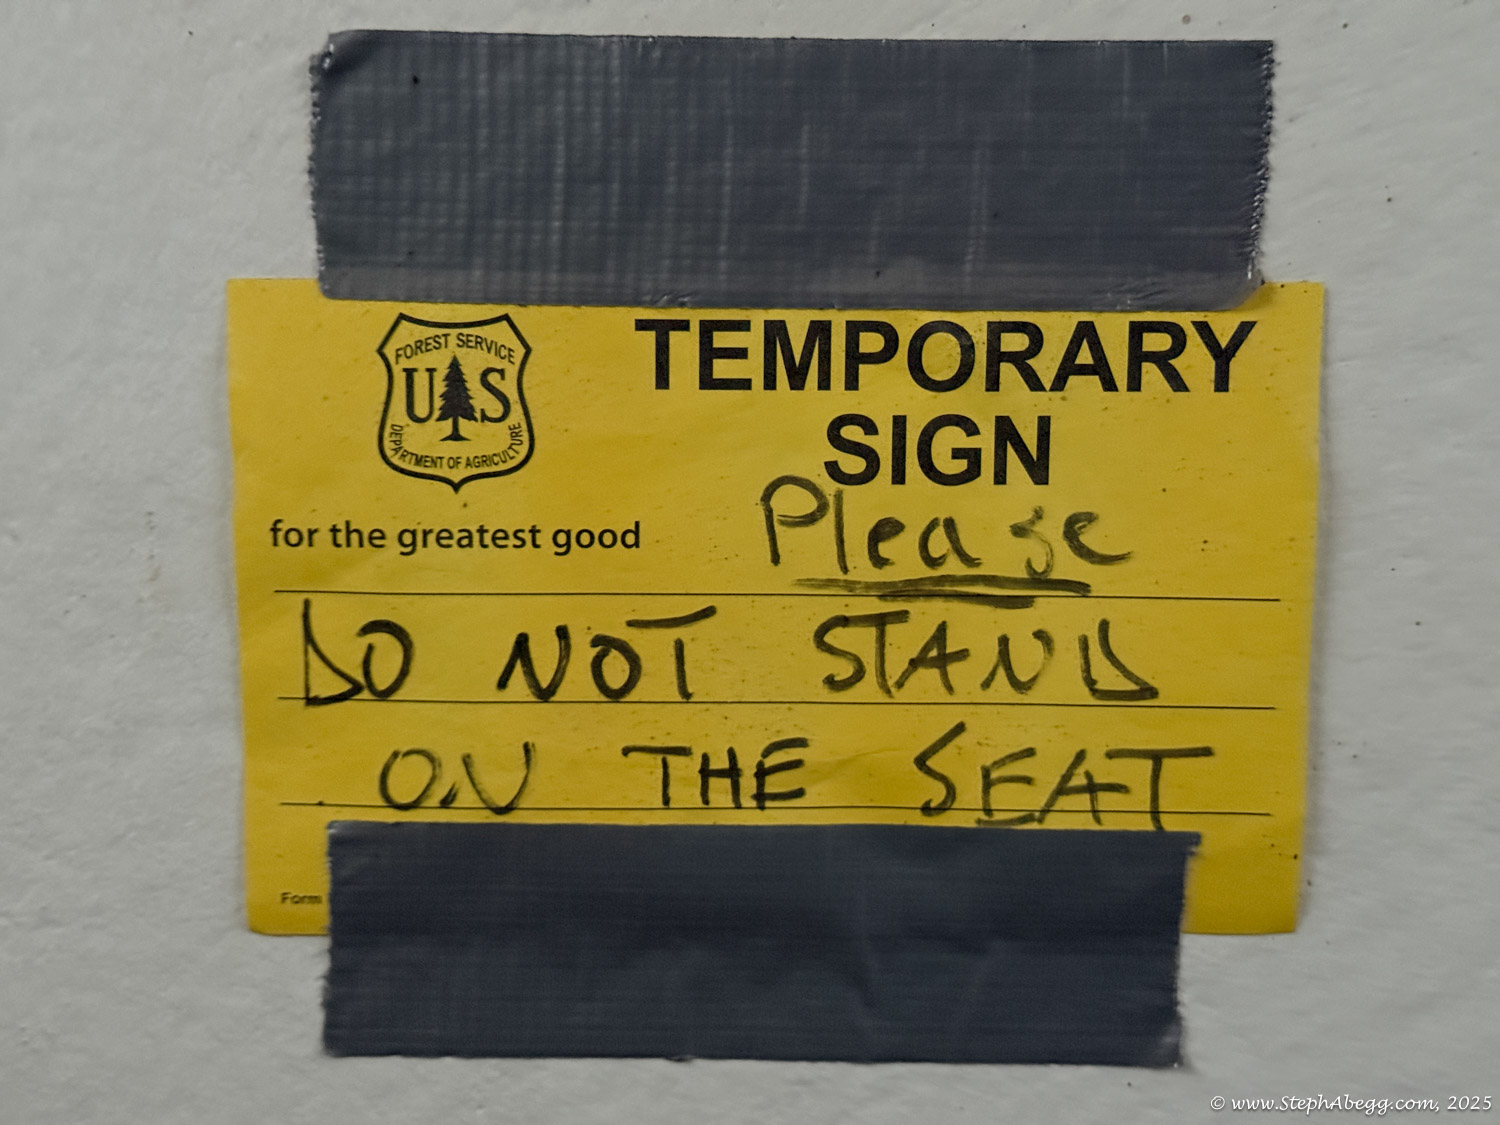 FOREST SERVICE
US
DEPARTMENT OF AGRICULTURE
for the greatest good
TEMPORARY
SIGN
Please
DO NOT STAND
ON THE SEAT
Form
© www.StephAbegg.com, 2025